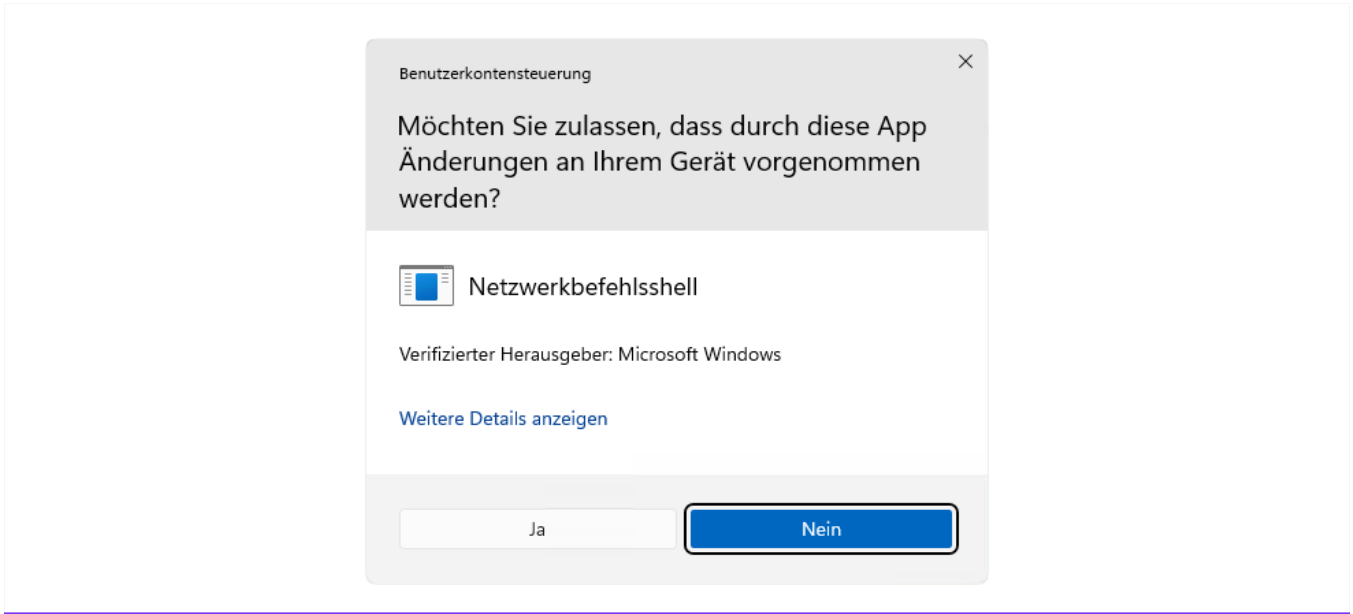 Benutzerkontensteuerung
Möchten Sie zulassen, dass durch diese App
Änderungen an Ihrem Gerät vorgenommen
werden?
Netzwerkbefehlsshell
Verifizierter Herausgeber: Microsoft Windows
Weitere Details anzeigen
Ja
Nein